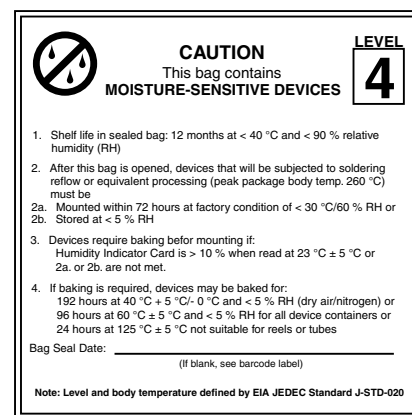 CAUTION
This bag contains
MOISTURE-SENSITIVE DEVICES
LEVEL
4
1. Shelf life in sealed bag: 12 months at < 40 °C and < 90 % relative
humidity (RH)
2. After this bag is opened, devices that will be subjected to soldering
reflow or equivalent processing (peak package body temp. 260 °C)
must be
2a. Mounted within 72 hours at factory condition of < 30 °C/60 % RH or
2b. Stored at < 5 % RH
3. Devices require baking befor mounting if:
Humidity Indicator Card is > 10 % when read at 23 °C ± 5 °C or
2a. or 2b. are not met.
4. If baking is required, devices may be baked for:
192 hours at 40 °C + 5 °C/- 0 °C and < 5 % RH (dry air/nitrogen) or
96 hours at 60 °C ± 5 °C and < 5 % RH for all device containers or
24 hours at 125 °C ± 5 °C not suitable for reels or tubes
Bag Seal Date:
(If blank, see barcode label)
Note: Level and body temperature defined by EIA JEDEC Standard J-STD-020